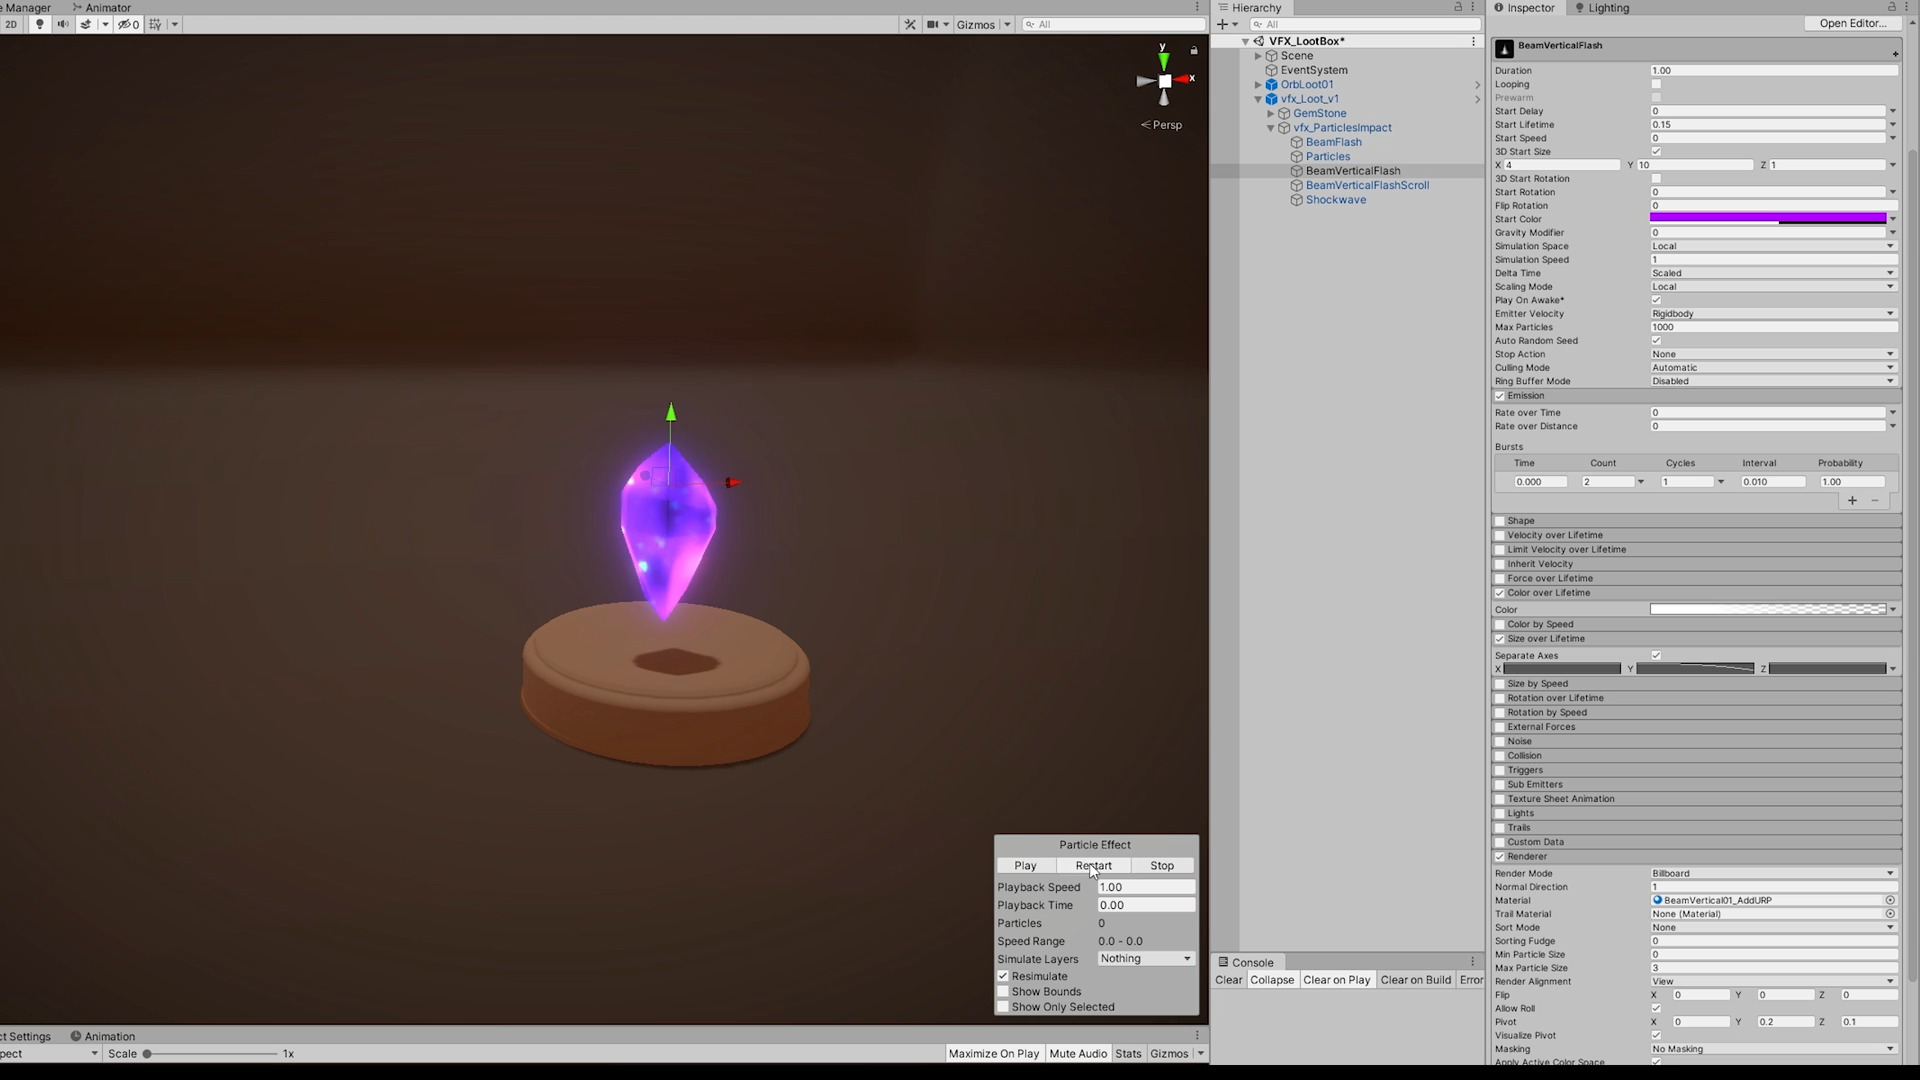 e Manager Animator
2D 0 Gizmos All
y
x
< Persp
Particle Effect
Play Restart Stop
Playback Speed 1.00
Playback Time 0.00
Particles 0
Speed Range 0.0 - 0.0
Simulate Layers Nothing
Resimulate
Show Bounds
Show Only Selected
ct Settings Animation
pect Scale 1x Maximize On Play Mute Audio Stats Gizmos
Hierarchy
All
VFX_LootBox*
Scene
EventSystem
OrbLoot01
vfx_Loot_v1
GemStone
vfx_ParticlesImpact
BeamFlash
Particles
BeamVerticalFlash
BeamVerticalFlashScroll
Shockwave
Console
Clear Collapse Clear on Play Clear on Build Error
Inspector Lighting
Open Editor...
BeamVerticalFlash
Duration 1.00
Looping
Prewarm
Start Delay 0
Start Lifetime 0.15
Start Speed 0
3D Start Size
X 4 Y 10 Z 1
3D Start Rotation
Start Rotation 0
Flip Rotation 0
Start Color
Gravity Modifier 0
Simulation Space Local
Simulation Speed 1
Delta Time Scaled
Scaling Mode Local
Play On Awake*
Emitter Velocity Rigidbody
Max Particles 1000
Auto Random Seed
Stop Action None
Culling Mode Automatic
Ring Buffer Mode Disabled
Emission
Rate over Time 0
Rate over Distance 0
Bursts
Time Count Cycles Interval Probability
0.000 2 1 0.010 1.00
Shape
Velocity over Lifetime
Limit Velocity over Lifetime
Inherit Velocity
Force over Lifetime
Color over Lifetime
Color
Color by Speed
Size over Lifetime
Separate Axes
X Y Z
Size by Speed
Rotation over Lifetime
Rotation by Speed
External Forces
Noise
Collision
Triggers
Sub Emitters
Texture Sheet Animation
Lights
Trails
Custom Data
Renderer
Render Mode Billboard
Normal Direction 1
Material BeamVertical01_AddURP
Trail Material None (Material)
Sort Mode None
Sorting Fudge 0
Min Particle Size 0
Max Particle Size 3
Render Alignment View
Flip X 0 Y 0 Z 0
Allow Roll
Pivot X 0 Y 0.2 Z 0.1
Visualize Pivot
Masking No Masking
Apply Active Color Space